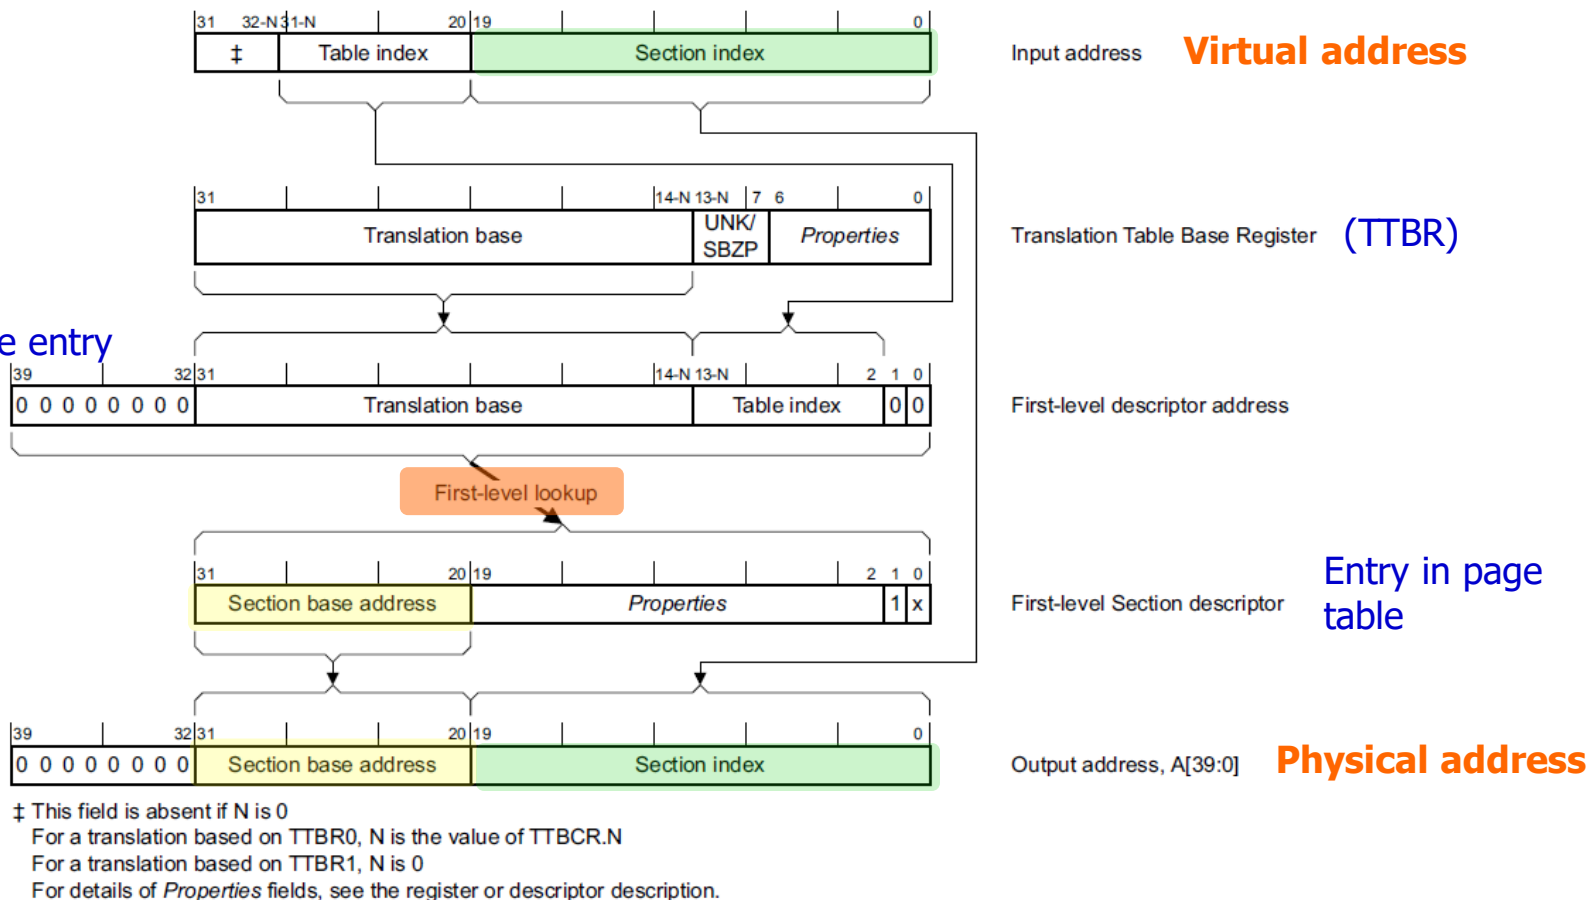 31 32-N 31-N 20 19 0
‡ Table index Section index Input address Virtual address
31 14-N 13-N 7 6 0
Translation base UNK/ SBZP Properties Translation Table Base Register (TTBR)
e entry
39 32 31 14-N 13-N 2 1 0
0 0 0 0 0 0 0 0 Translation base Table index 0 0 First-level descriptor address
First-level lookup
31 20 19 2 1 0
Section base address Properties 1 x First-level Section descriptor Entry in page
table
39 32 31 20 19 0
0 0 0 0 0 0 0 0 Section base address Section index Output address, A[39:0] Physical address
‡ This field is absent if N is 0
For a translation based on TTBR0, N is the value of TTBCR.N
For a translation based on TTBR1, N is 0
For details of Properties fields, see the register or descriptor description.